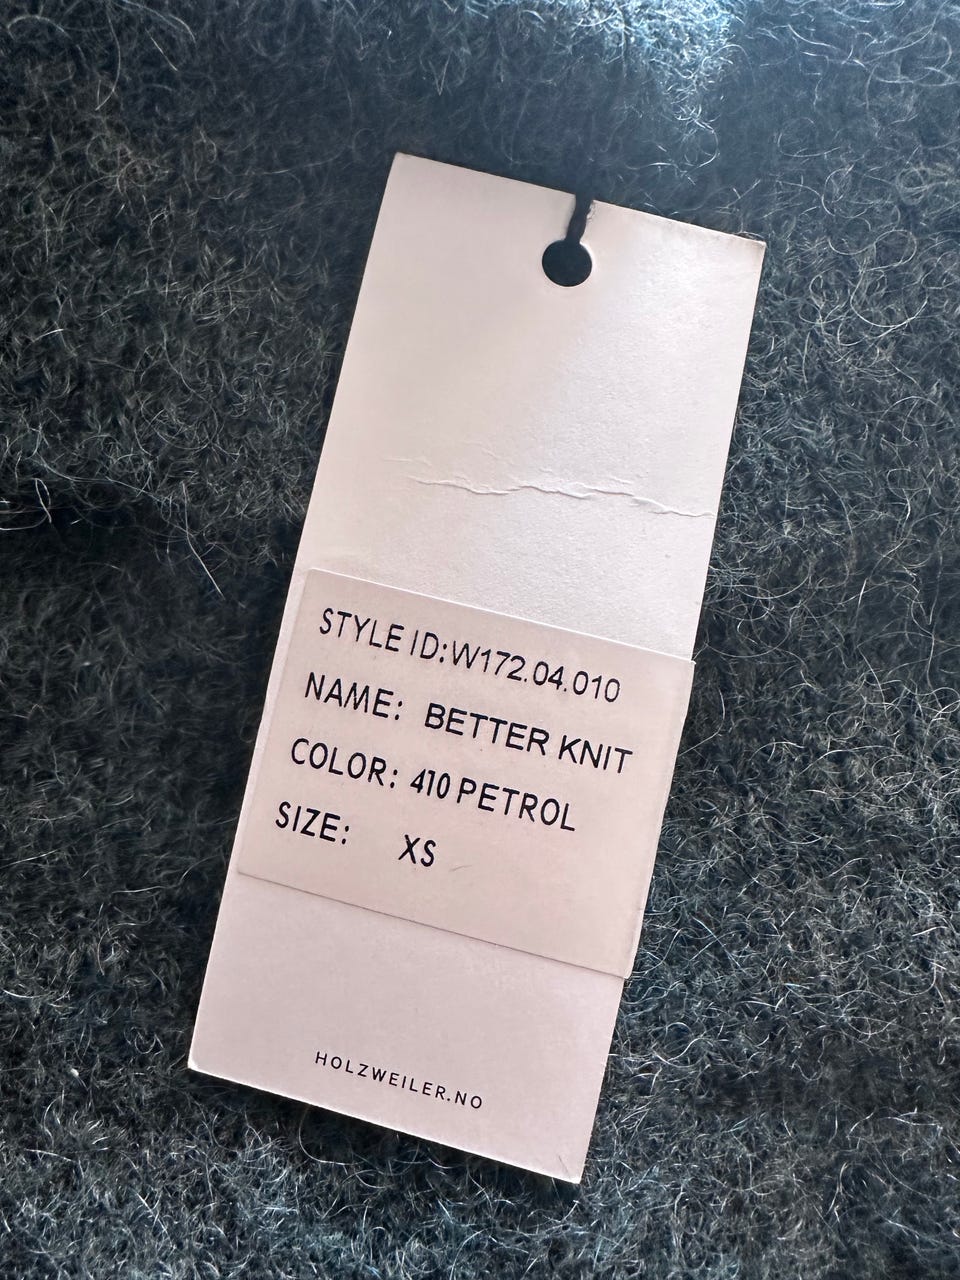 STYLE ID:W172.04.010
NAME: BETTER KNIT
COLOR: 410 PETROL
SIZE: XS
HOLZWEILER.NO